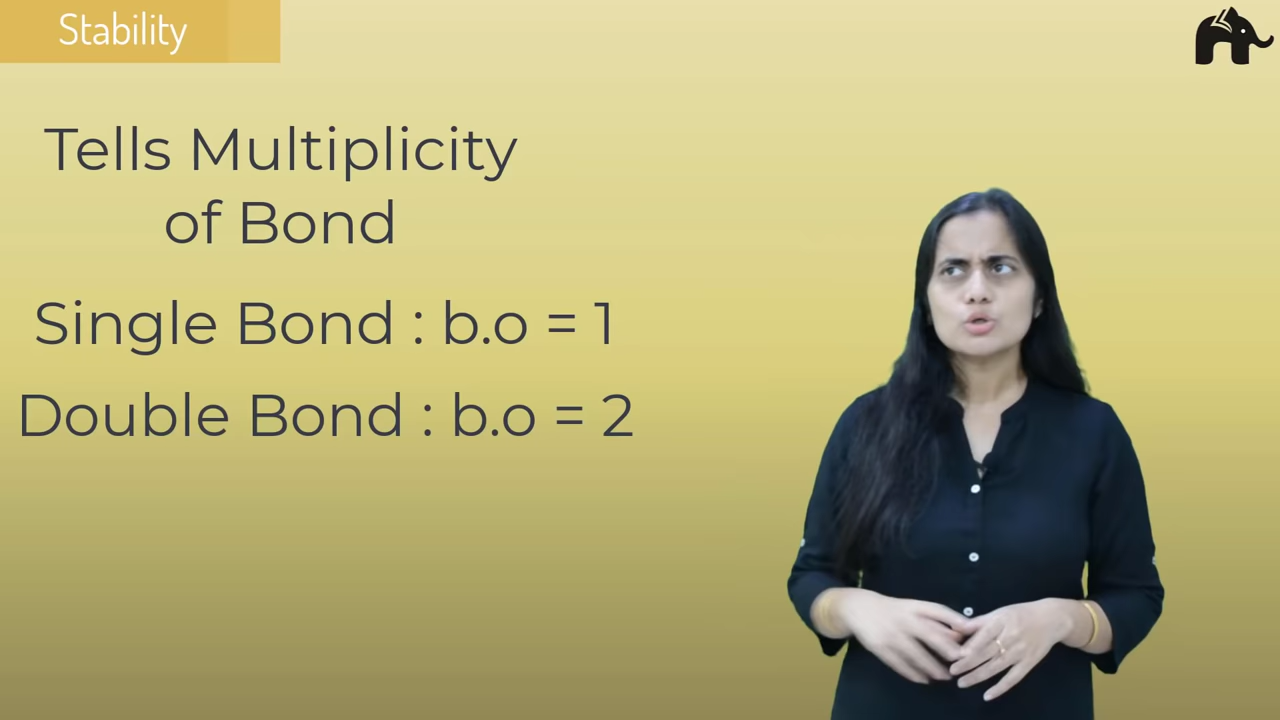 Stability
Tells Multiplicity
of Bond
Single Bond : b.o = 1
Double Bond : b.o = 2